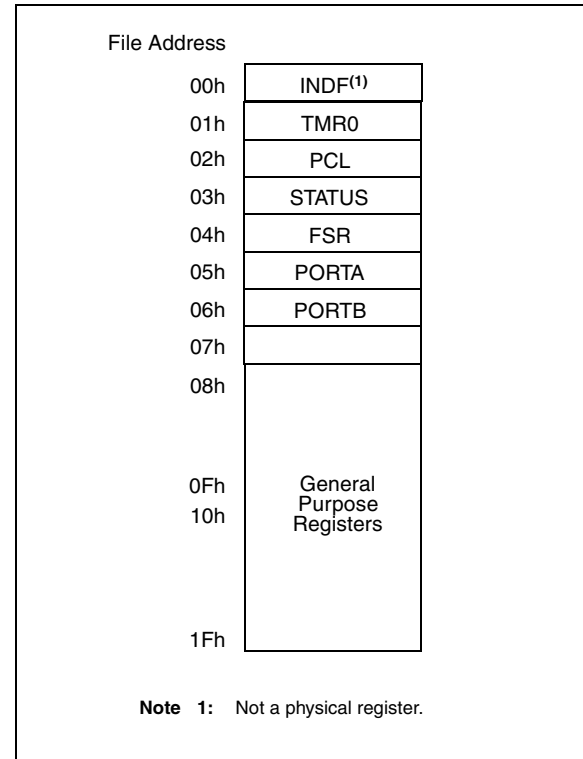 File Address
00h INDF(1)
01h TMR0
02h PCL
03h STATUS
04h FSR
05h PORTA
06h PORTB
07h
08h
0Fh
10h
General
Purpose
Registers
1Fh
Note 1: Not a physical register.